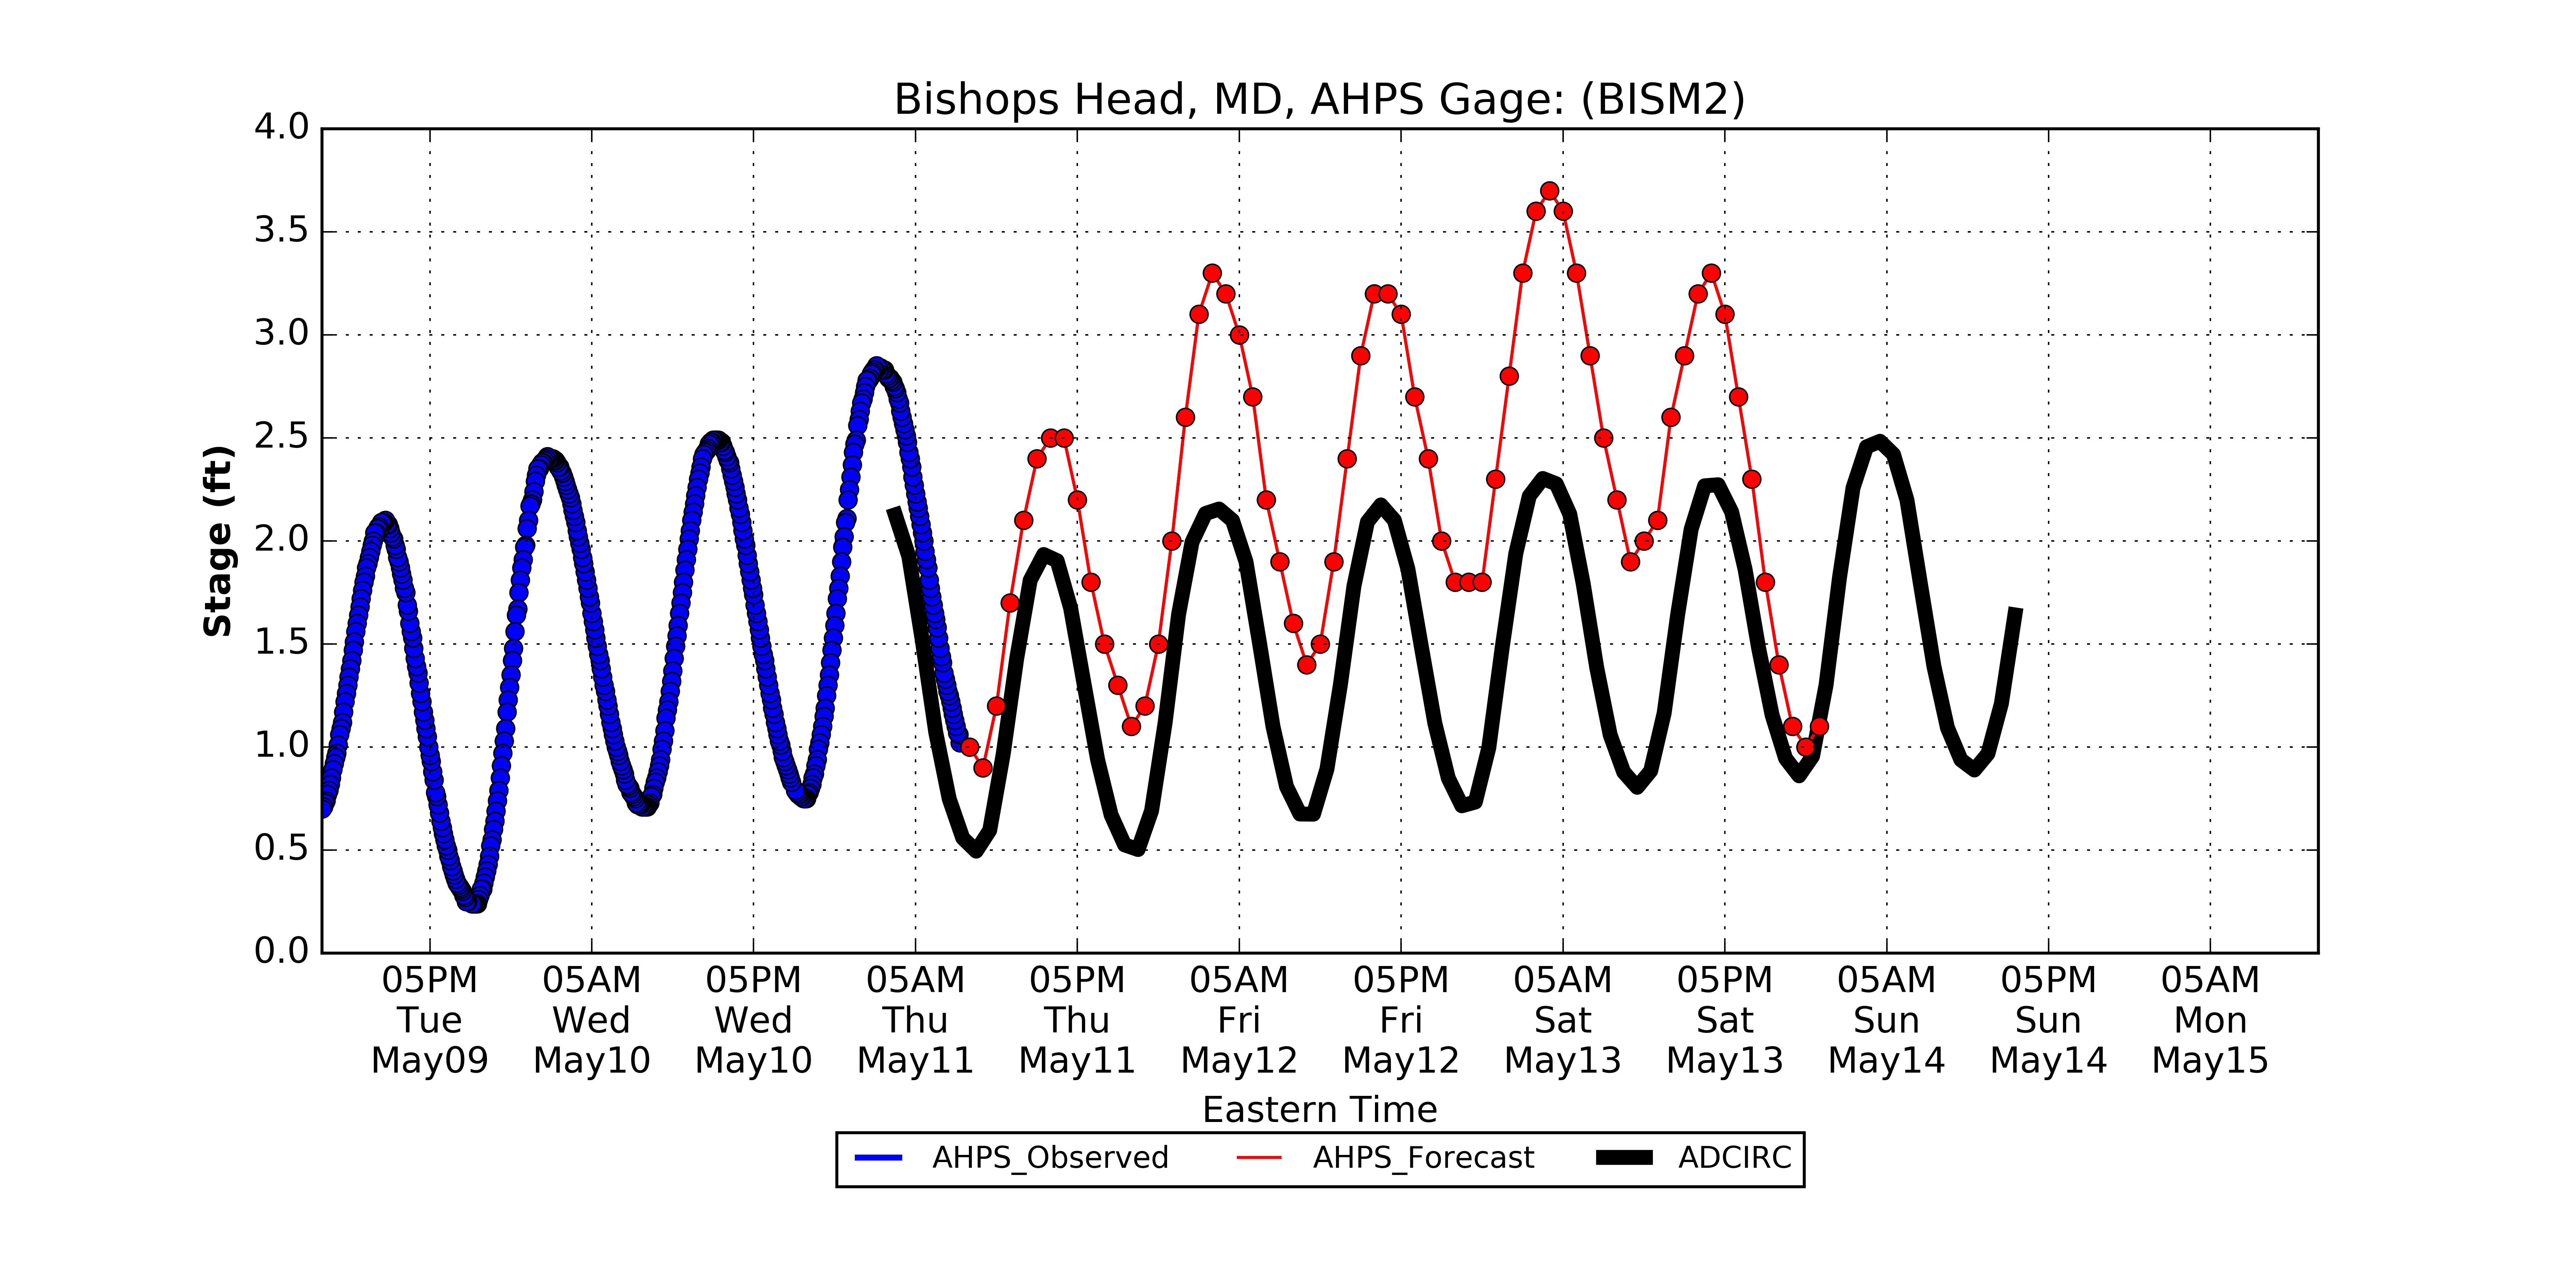 Bishops Head, MD, AHPS Gage: (BISM2)
4.0
3.5
3.0
2.5
2.0
1.5
1.0
0.5
0.0
Stage (ft)
05PM 05AM 05PM 05AM 05PM 05AM 05PM 05AM 05PM 05AM 05PM 05AM
Tue Wed Wed Thu Thu Fri Fri Sat Sat Sun Sun Mon
May09 May10 May10 May11 May11 May12 May12 May13 May13 May14 May14 May15
Eastern Time
AHPS_Observed AHPS_Forecast ADCIRC